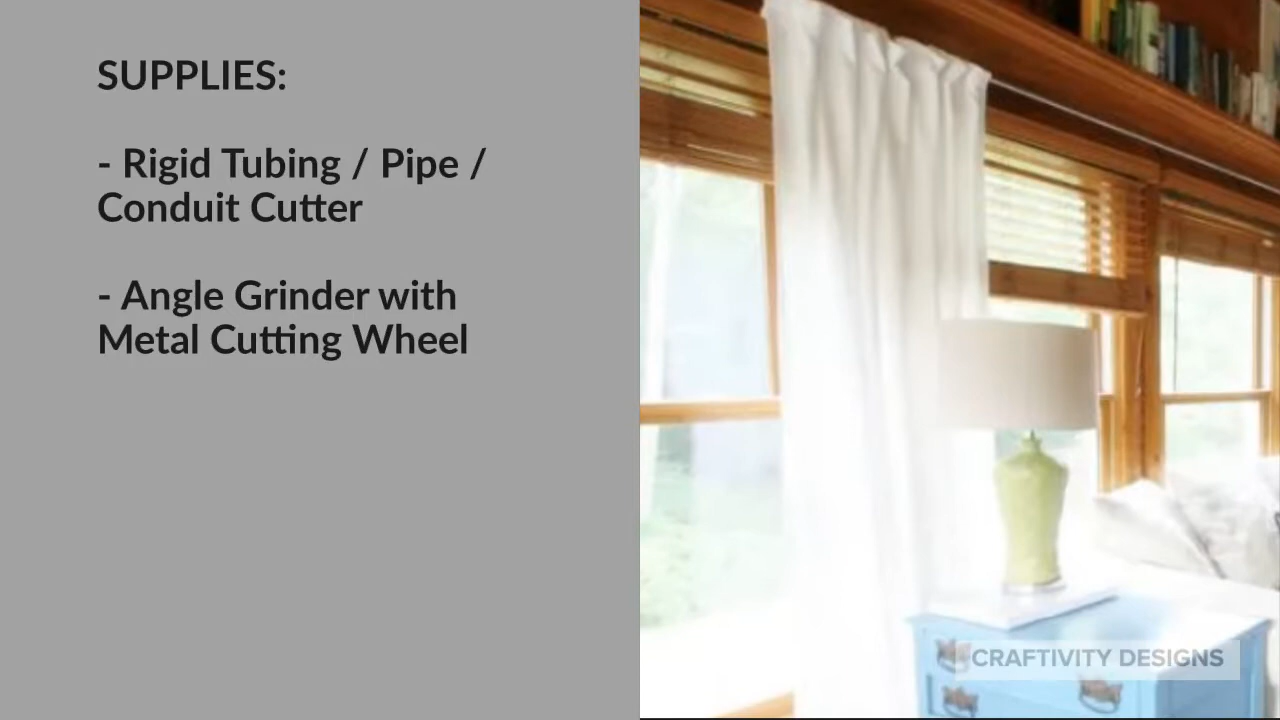 SUPPLIES:
- Rigid Tubing / Pipe /
Conduit Cutter
- Angle Grinder with
Metal Cutting Wheel
CRAFTIVITY DESIGNS